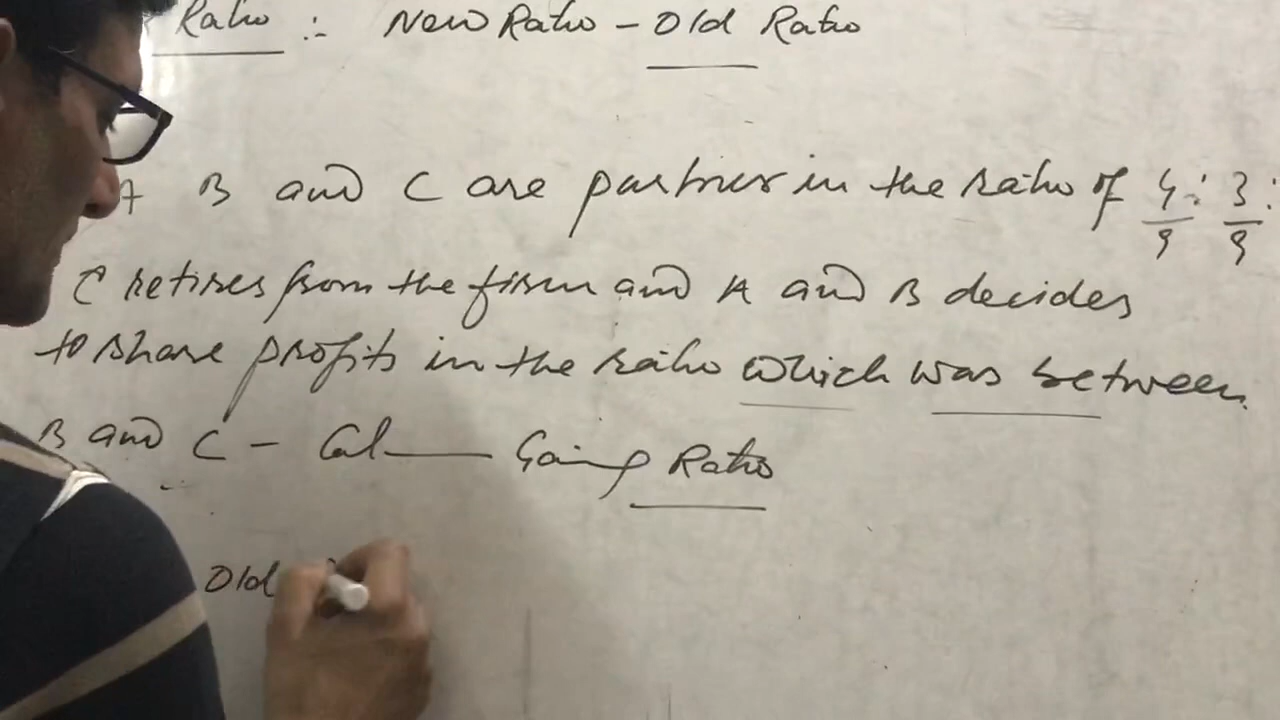 Ratio :- New Ratio - Old Ratio
A B and C are partner in the ratio of 4/9 : 3/9 :
C retires from the firm and A and B decides
to share profits in the ratio which was between
B and C - Cal—— Gaing Ratio
Old